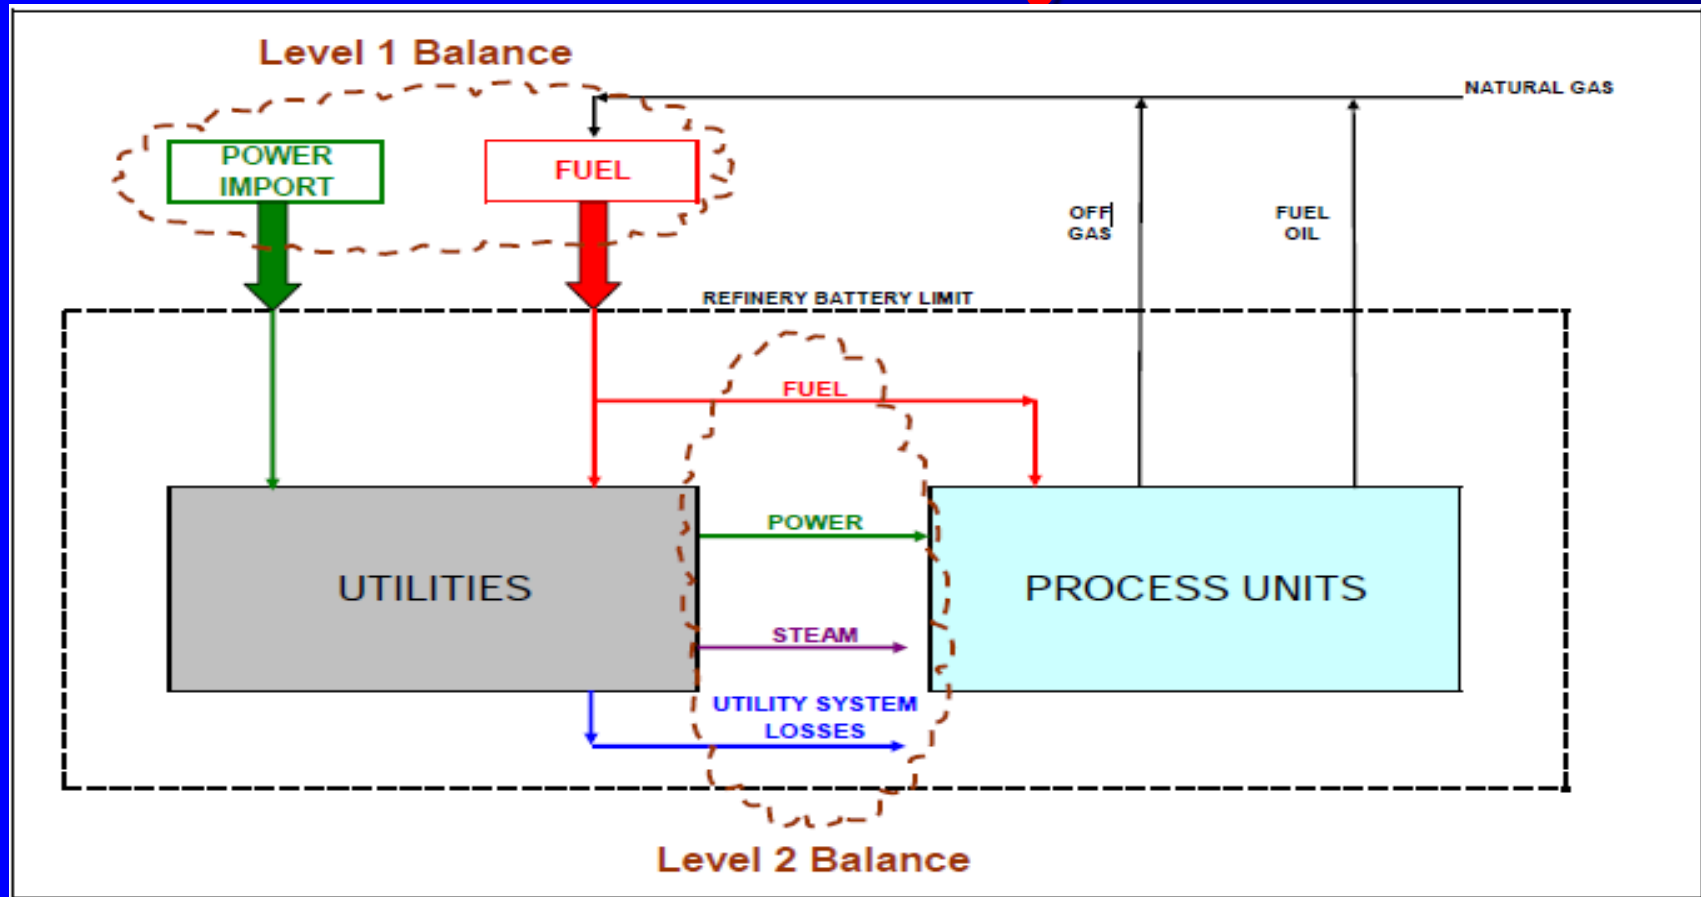 Level 1 Balance
NATURAL GAS
POWER
IMPORT
FUEL
OFF
GAS
FUEL
OIL
REFINERY BATTERY LIMIT
FUEL
POWER
UTILITIES
PROCESS UNITS
STEAM
UTILITY SYSTEM
LOSSES
Level 2 Balance